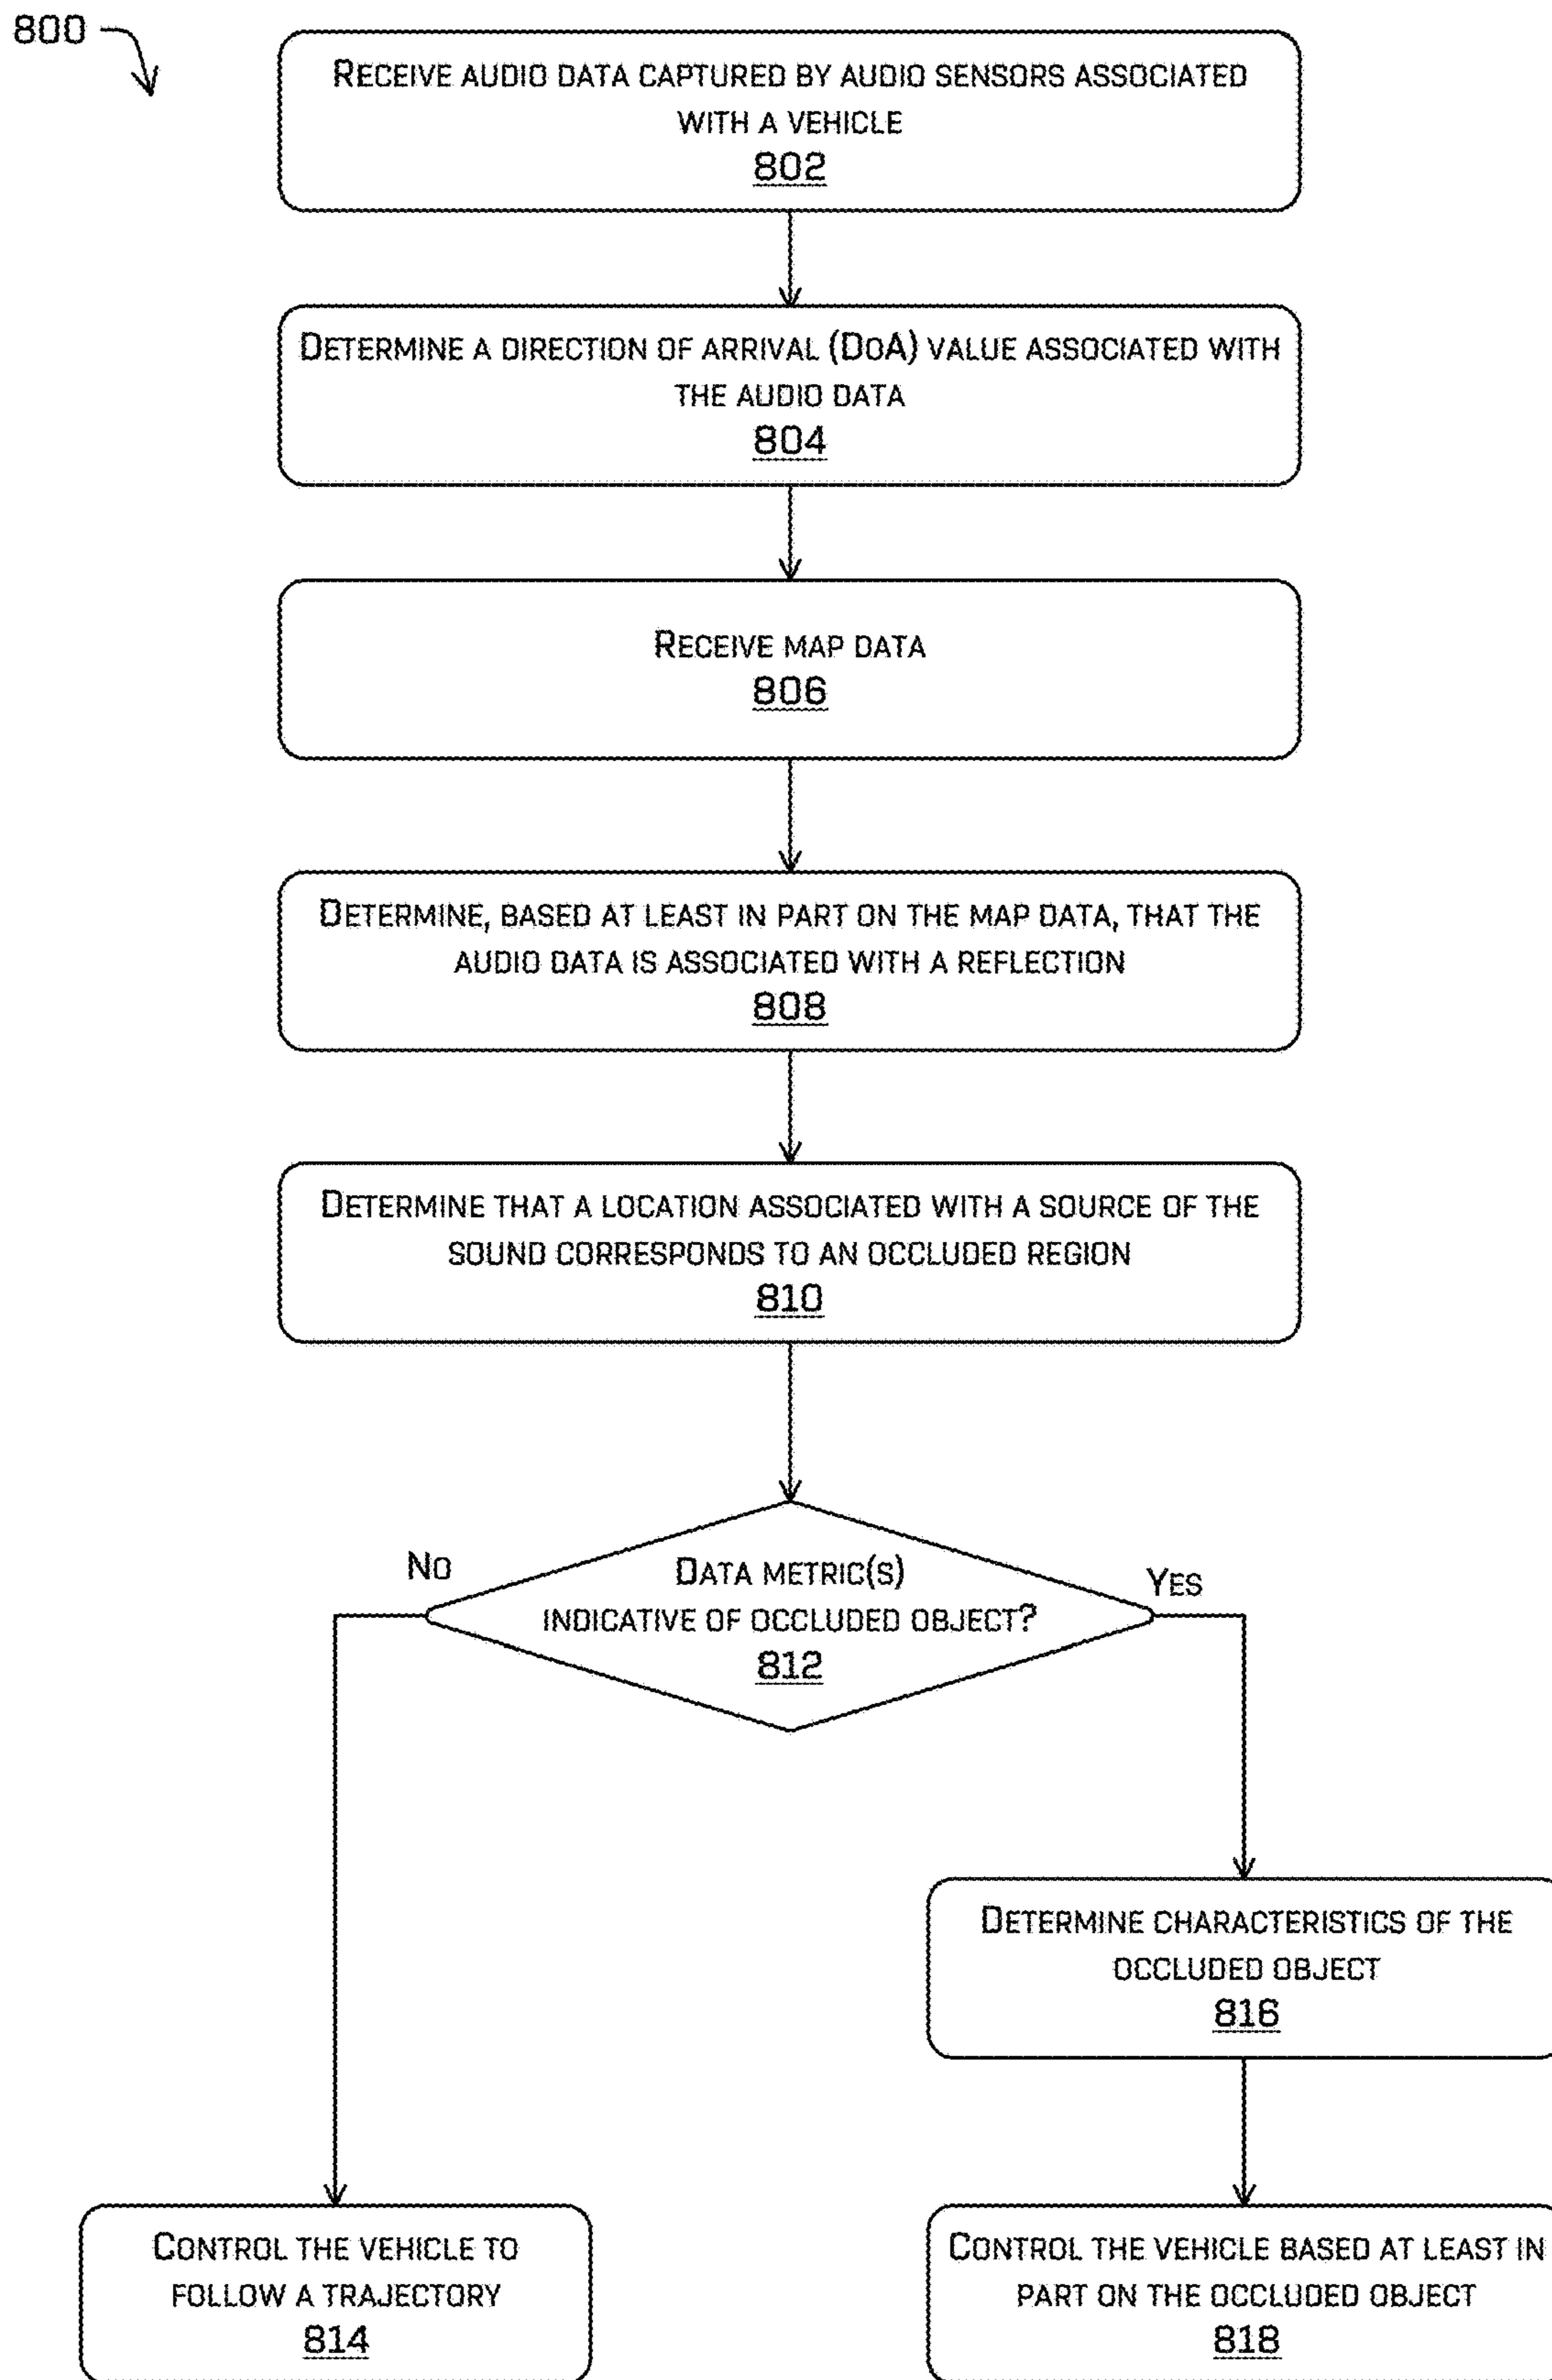 800
RECEIVE AUDIO DATA CAPTURED BY AUDIO SENSORS ASSOCIATED
WITH A VEHICLE
802
DETERMINE A DIRECTION OF ARRIVAL (DOA) VALUE ASSOCIATED WITH
THE AUDIO DATA
804
RECEIVE MAP DATA
806
DETERMINE, BASED AT LEAST IN PART ON THE MAP DATA, THAT THE
AUDIO DATA IS ASSOCIATED WITH A REFLECTION
808
DETERMINE THAT A LOCATION ASSOCIATED WITH A SOURCE OF THE
SOUND CORRESPONDS TO AN OCCLUDED REGION
810
NO
DATA METRIC(S)
INDICATIVE OF OCCLUDED OBJECT?
812
YES
DETERMINE CHARACTERISTICS OF THE
OCCLUDED OBJECT
816
CONTROL THE VEHICLE TO
FOLLOW A TRAJECTORY
814
CONTROL THE VEHICLE BASED AT LEAST IN
PART ON THE OCCLUDED OBJECT
818